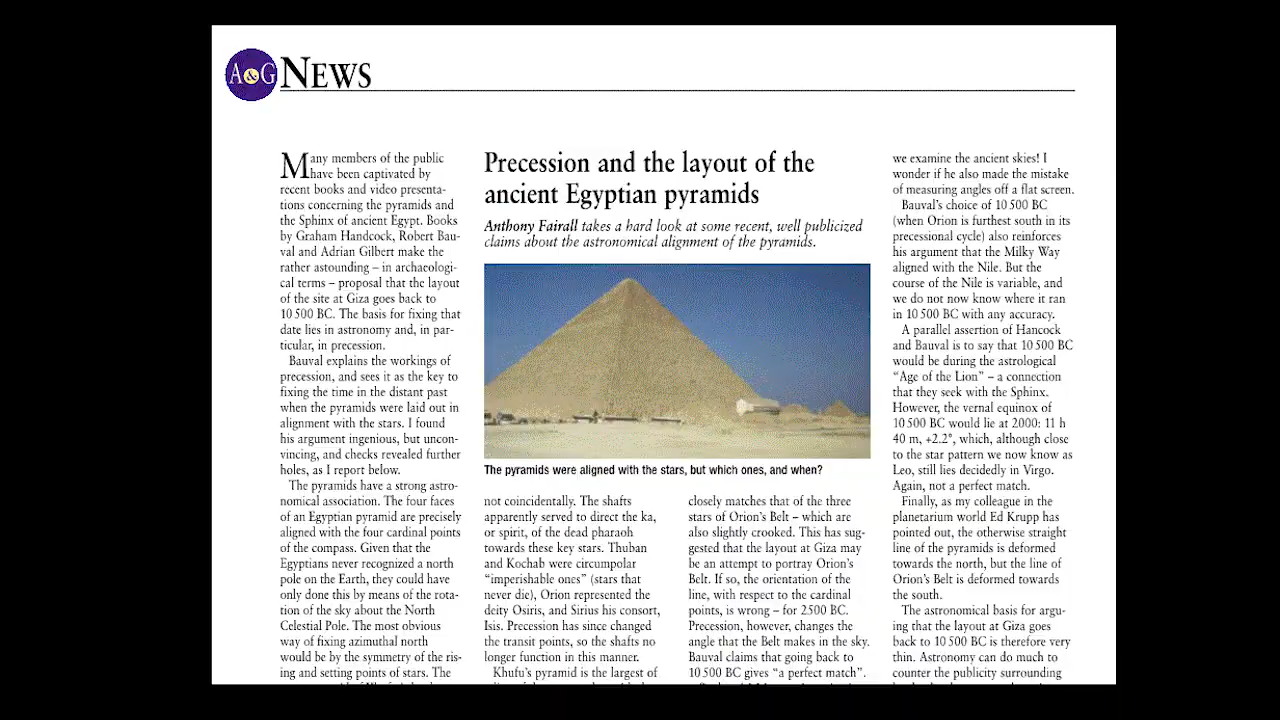 A&G NEWS
Many members of the public
have been captivated by
recent books and video presenta-
tions concerning the pyramids and
the Sphinx of ancient Egypt. Books
by Graham Handcock, Robert Bau-
val and Adrian Gilbert make the
rather astounding – in archaeologi-
cal terms – proposal that the layout
of the site at Giza goes back to
10 500 BC. The basis for fixing that
date lies in astronomy and, in par-
ticular, in precession.
Bauval explains the workings of
precession, and sees it as the key to
fixing the time in the distant past
when the pyramids were laid out in
alignment with the stars. I found
his argument ingenious, but uncon-
vincing, and checks revealed further
holes, as I report below.
The pyramids have a strong astro-
nomical association. The four faces
of an Egyptian pyramid are precisely
aligned with the four cardinal points
of the compass. Given that the
Egyptians never recognized a north
pole on the Earth, they could have
only done this by means of the rota-
tion of the sky about the North
Celestial Pole. The most obvious
way of fixing azimuthal north
would be by the symmetry of the ris-
ing and setting points of stars. The
Precession and the layout of the
ancient Egyptian pyramids
Anthony Fairall takes a hard look at some recent, well publicized
claims about the astronomical alignment of the pyramids.
The pyramids were aligned with the stars, but which ones, and when?
not coincidentally. The shafts
apparently served to direct the ka,
or spirit, of the dead pharaoh
towards these key stars. Thuban
and Kochab were circumpolar
“imperishable ones” (stars that
never die), Orion represented the
deity Osiris, and Sirius his consort,
Isis. Precession has since changed
the transit points, so the shafts no
longer function in this manner.
Khufu’s pyramid is the largest of
closely matches that of the three
stars of Orion’s Belt – which are
also slightly crooked. This has sug-
gested that the layout at Giza may
be an attempt to portray Orion’s
Belt. If so, the orientation of the
line, with respect to the cardinal
points, is wrong – for 2500 BC.
Precession, however, changes the
angle that the Belt makes in the sky.
Bauval claims that going back to
10 500 BC gives “a perfect match”.
we examine the ancient skies! I
wonder if he also made the mistake
of measuring angles off a flat screen.
Bauval’s choice of 10 500 BC
(when Orion is furthest south in its
precessional cycle) also reinforces
his argument that the Milky Way
aligned with the Nile. But the
course of the Nile is variable, and
we do not now know where it ran
in 10 500 BC with any accuracy.
A parallel assertion of Hancock
and Bauval is to say that 10 500 BC
would be during the astrological
“Age of the Lion” – a connection
that they seek with the Sphinx.
However, the vernal equinox of
10 500 BC would lie at 2000: 11 h
40 m, +2.2°, which, although close
to the star pattern we now know as
Leo, still lies decidedly in Virgo.
Again, not a perfect match.
Finally, as my colleague in the
planetarium world Ed Krupp has
pointed out, the otherwise straight
line of the pyramids is deformed
towards the north, but the line of
Orion’s Belt is deformed towards
the south.
The astronomical basis for argu-
ing that the layout at Giza goes
back to 10 500 BC is therefore very
thin. Astronomy can do much to
counter the publicity surrounding